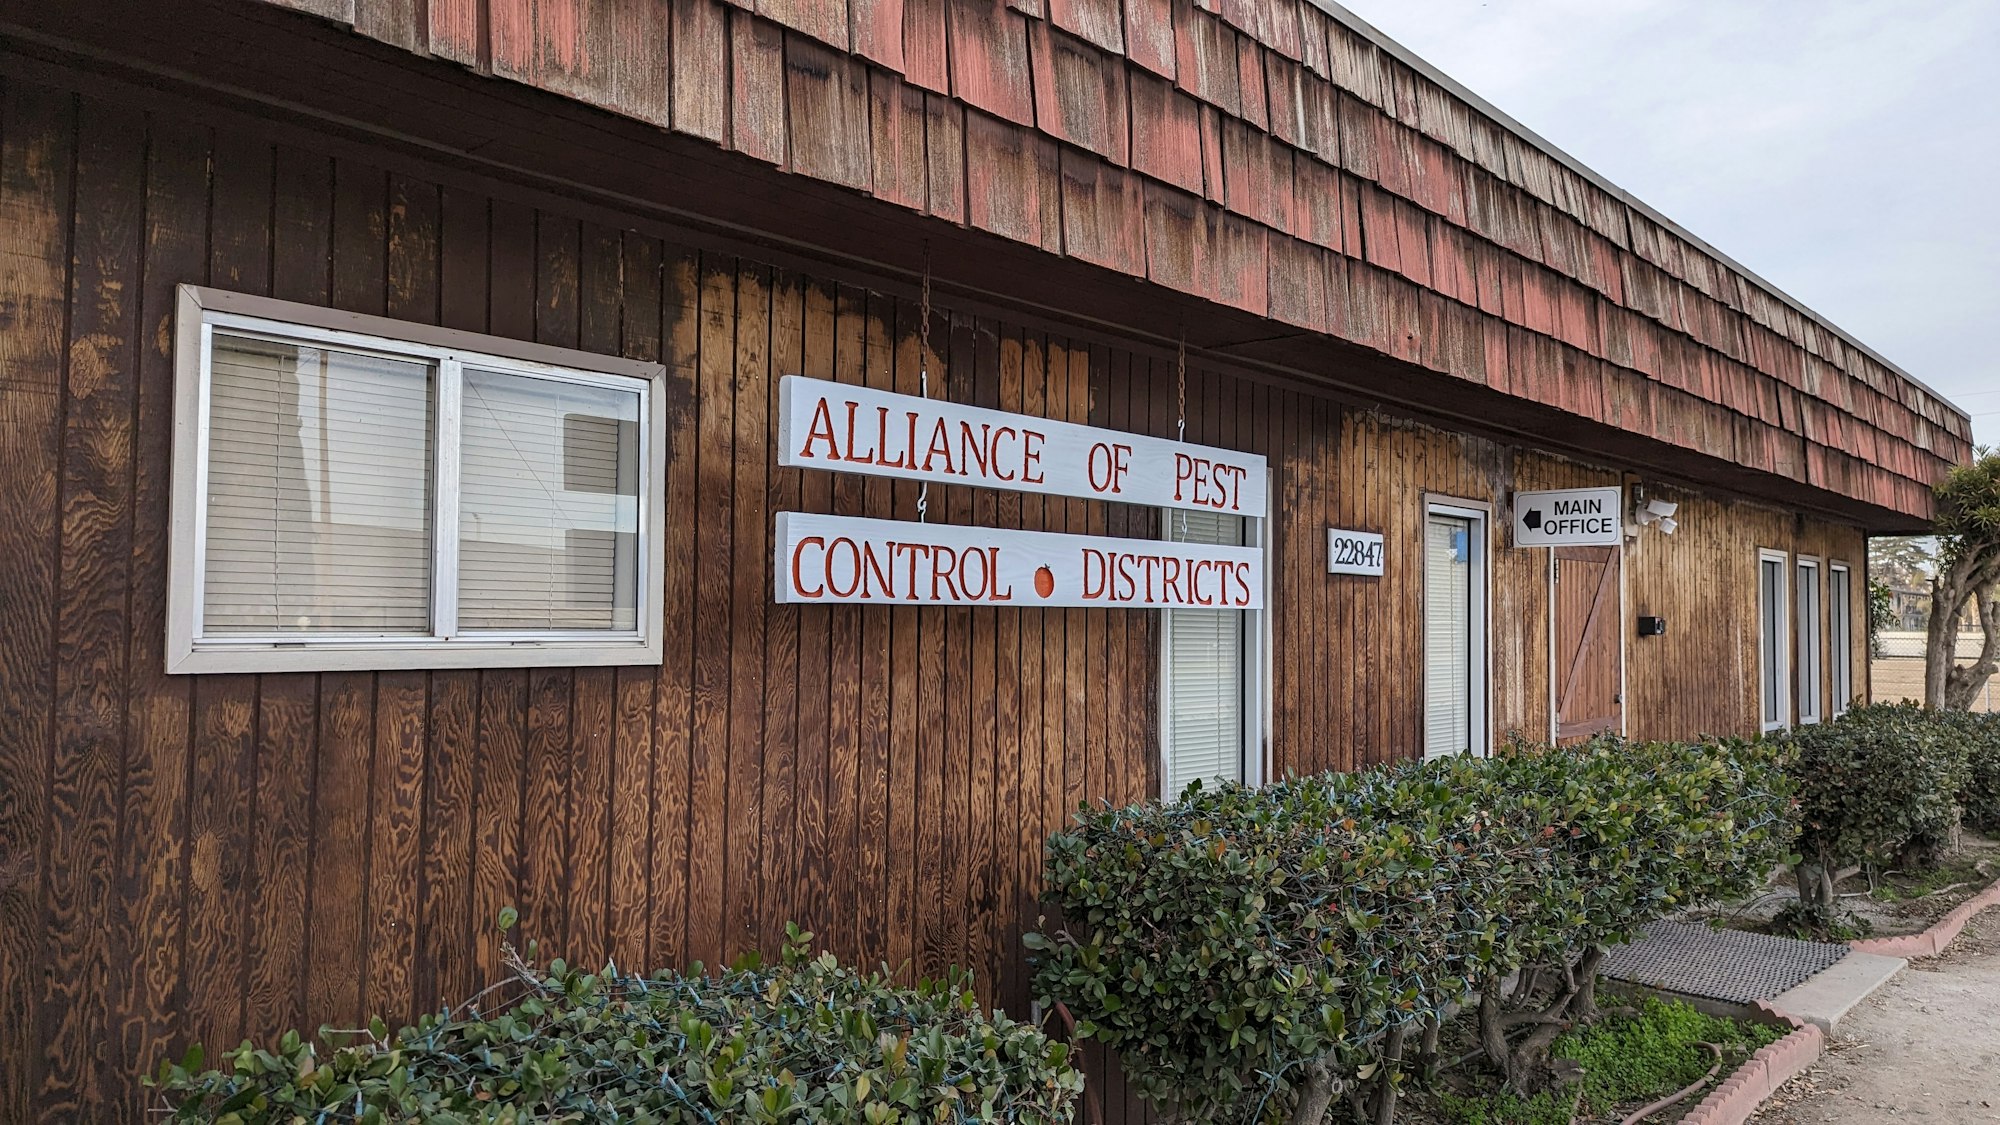 ALLIANCE OF PEST
CONTROL DISTRICTS
22847
MAIN
OFFICE